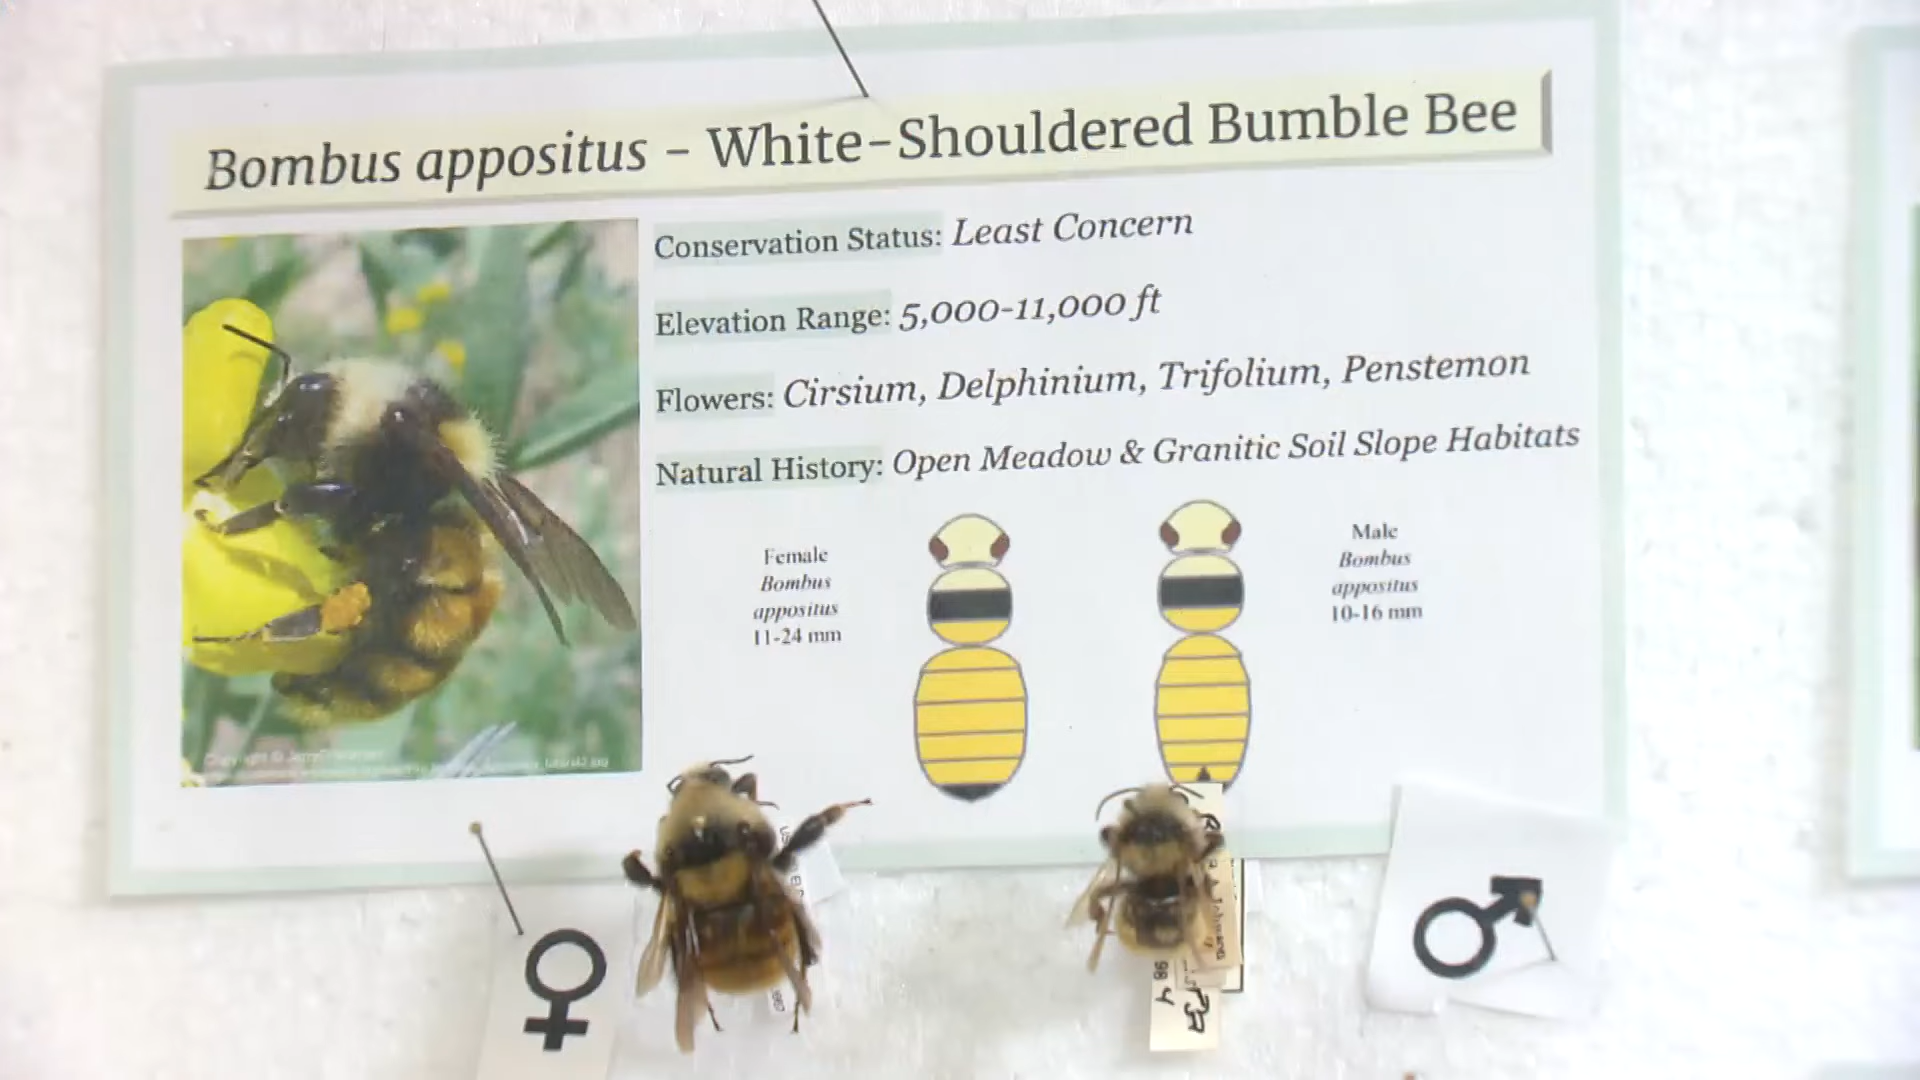 Bombus appositus - White-Shouldered Bumble Bee
Conservation Status: Least Concern
Elevation Range: 5,000-11,000 ft
Flowers: Cirsium, Delphinium, Trifolium, Penstemon
Natural History: Open Meadow & Granitic Soil Slope Habitats
Female
Bombus
appositus
11-24 mm
Male
Bombus
appositus
10-16 mm
Copyright ©